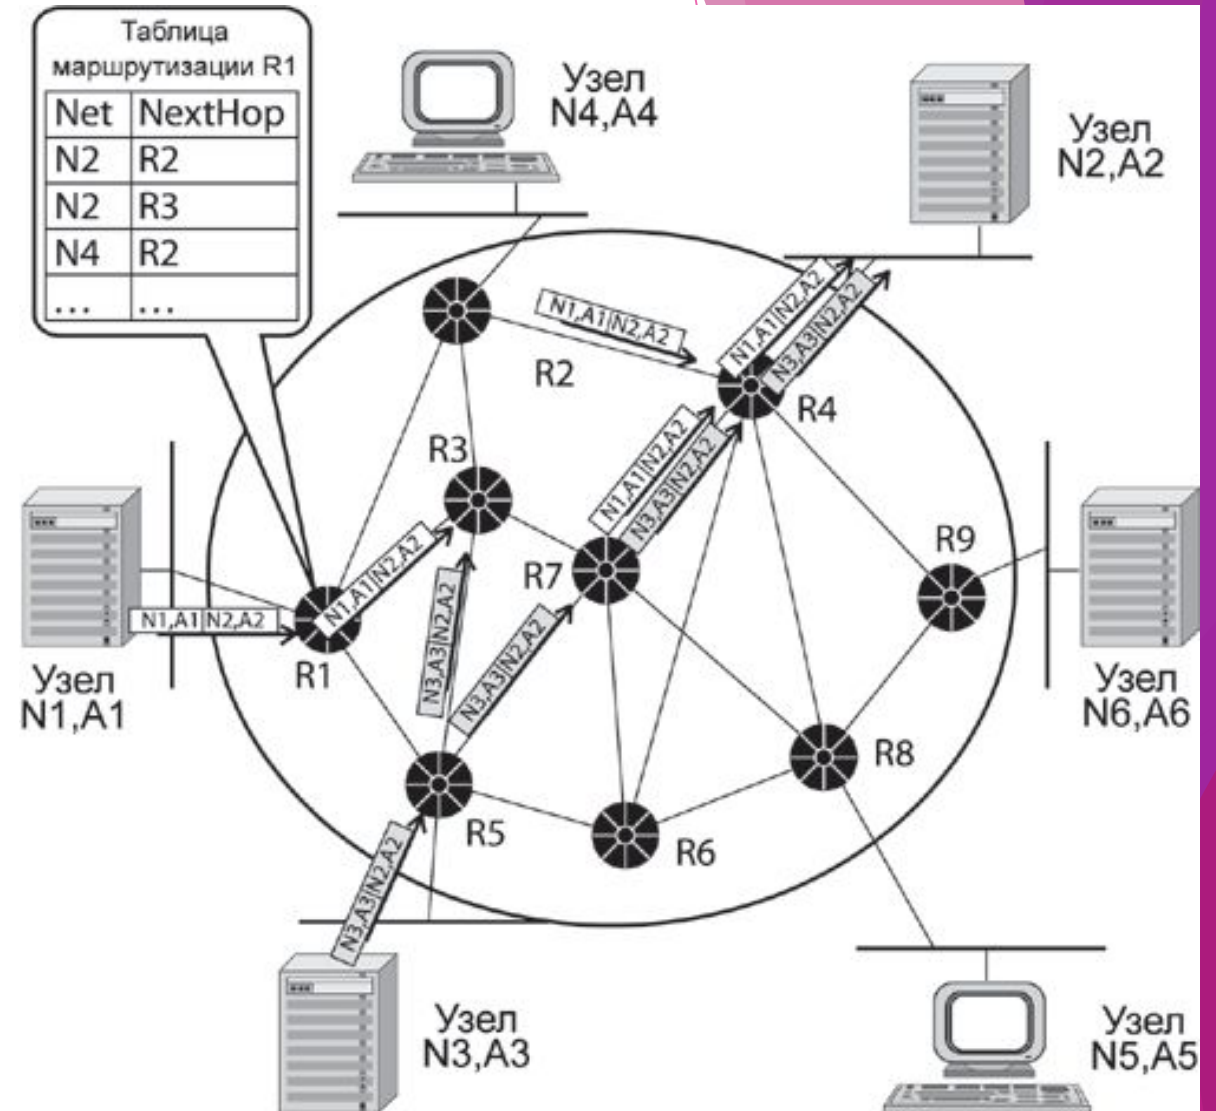 Таблица
маршрутизации R1
Net NextHop
N2 R2
N2 R3
N4 R2
... ...
Узел
N4,A4
Узел
N2,A2
N1,A1 N2,A2
R2
N1,A1 N2,A2
N3,A3 N2,A2
R4
R3
N1,A1 N2,A2
N3,A3 N2,A2
R9
N1,A1 N2,A2
R7
N3,A3 N2,A2
N3,A3 N2,A2
N1,A1 N2,A2
R1
Узел
N1,A1
Узел
N6,A6
R8
R5
R6
N3,A3 N2,A2
Узел
N3,A3
Узел
N5,A5